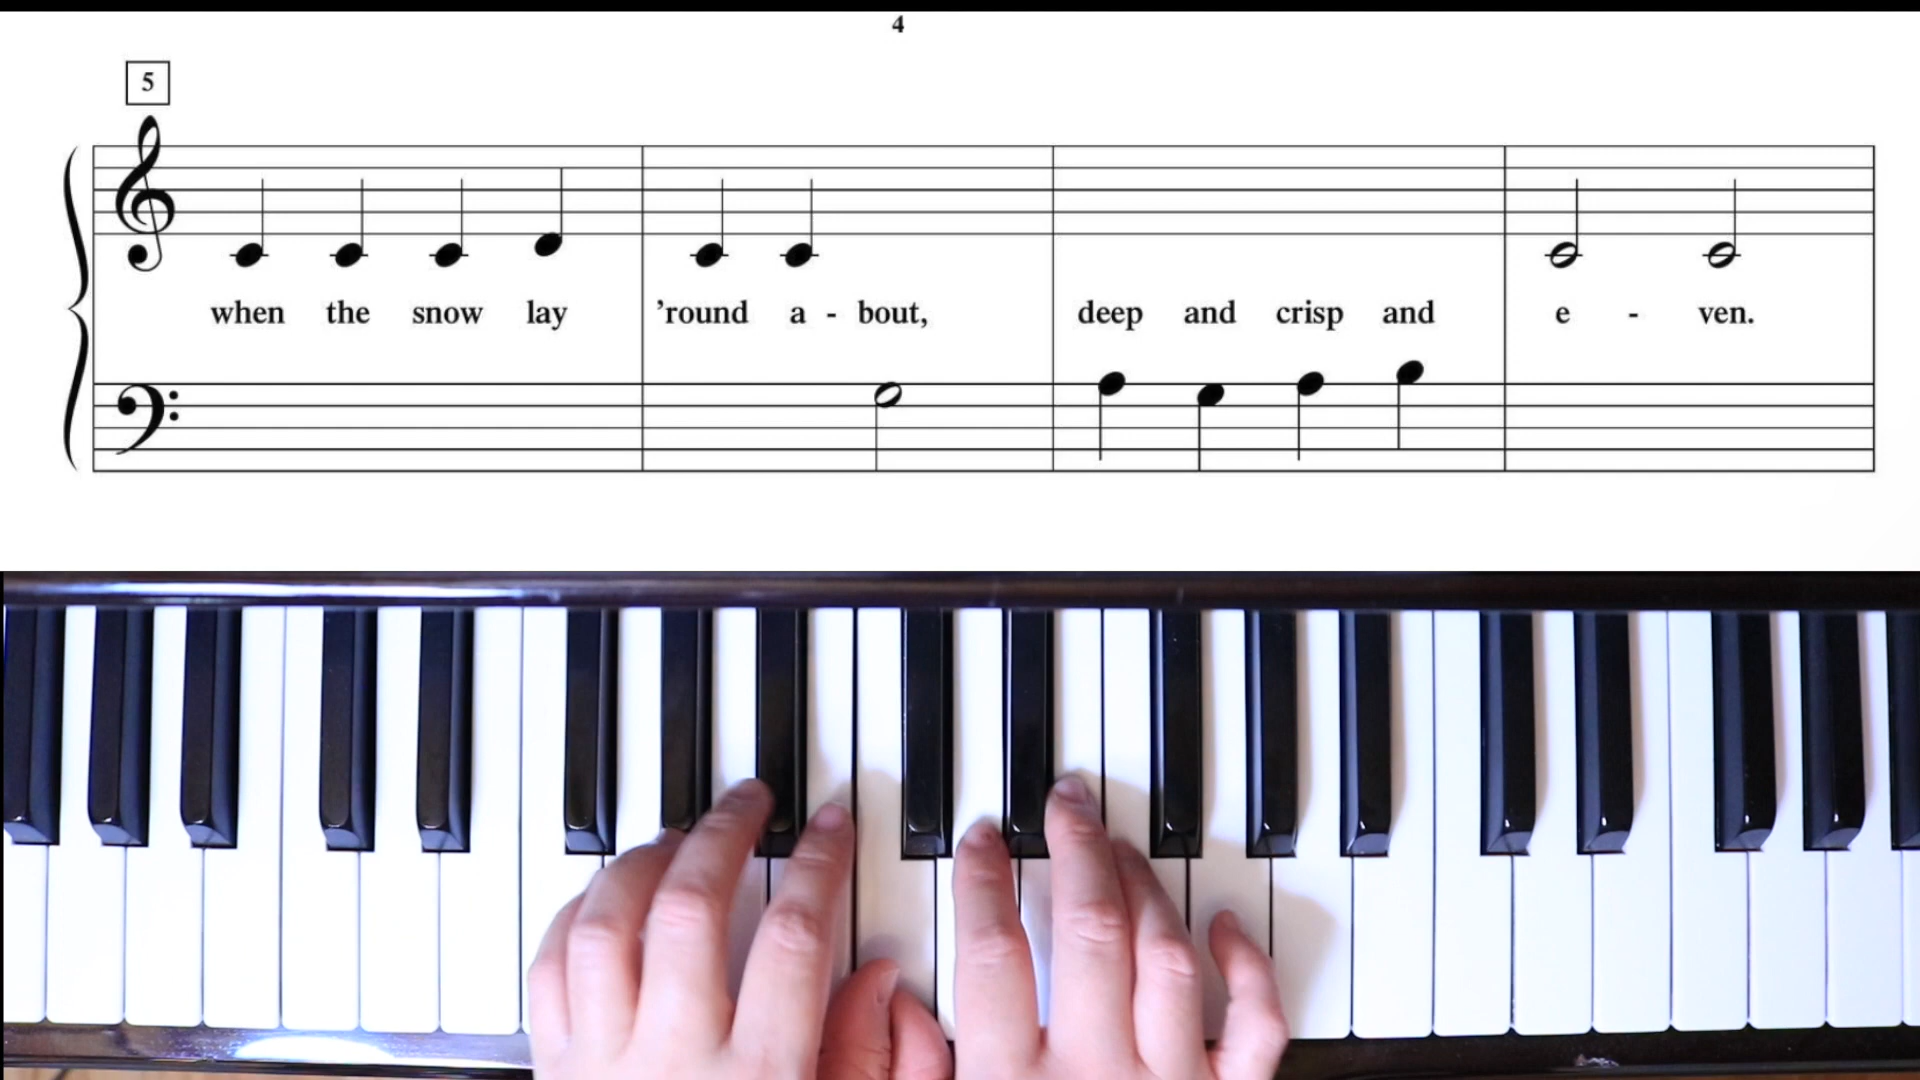 4
5
when the snow lay ’round a - bout, deep and crisp and e - ven.